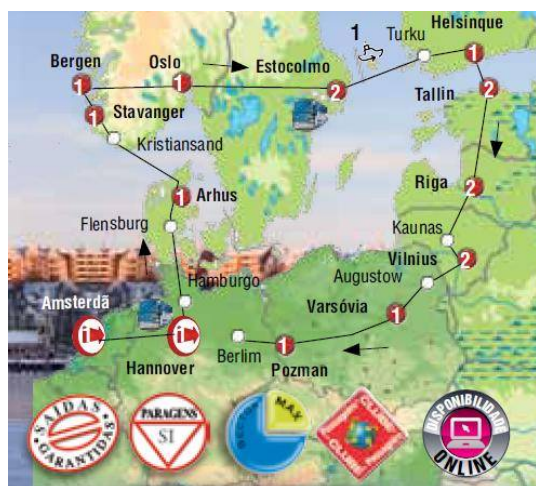 Helsinque
1
Turku
Bergen
Oslo
Estocolmo
1
1
1
2
Tallin
2
1
Stavanger
Kristiansand
Arhus
1
Riga
2
Flensburg
Kaunas
Vilnius
2
Hamburgo
Augustow
Amsterdã
Varsóvia
1
i
i
Hannover
Berlim
1
Pozman
SAIDAS
GARANTIDAS
PARAGENS
SI
SECTOR
MAX
DISPONIBILIDADE
ONLINE